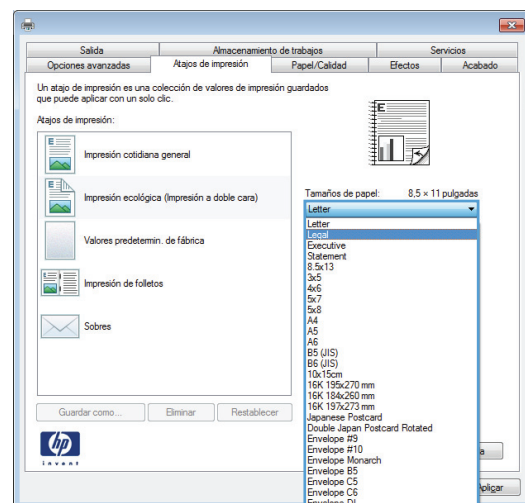 Salida
Almacenamiento de trabajos
Servicios
Opciones avanzadas
Atajos de impresión
Papel/Calidad
Efectos
Acabado
Un atajo de impresión es una colección de valores de impresión guardados
que puede aplicar con un solo clic.
Atajos de impresión:
Impresión cotidiana general
Impresión ecológica (Impresión a doble cara)
Valores predetermin. de fábrica
Impresión de folletos
Sobres
Guardar como...
Eliminar
Restablecer
hp
invent
E
Tamaños de papel:
8,5 × 11 pulgadas
Letter
Letter
Legal
Executive
Statement
8.5x13
3x5
4x6
5x7
5x8
A4
A5
A6
B5 (JIS)
B6 (JIS)
10x15cm
16K 195x270 mm
16K 184x260 mm
16K 197x273 mm
Japanese Postcard
Double Japan Postcard Rotated
Envelope #9
Envelope #10
Envelope Monarch
Envelope B5
Envelope C5
Envelope C6
Envelope DL
Aplicar